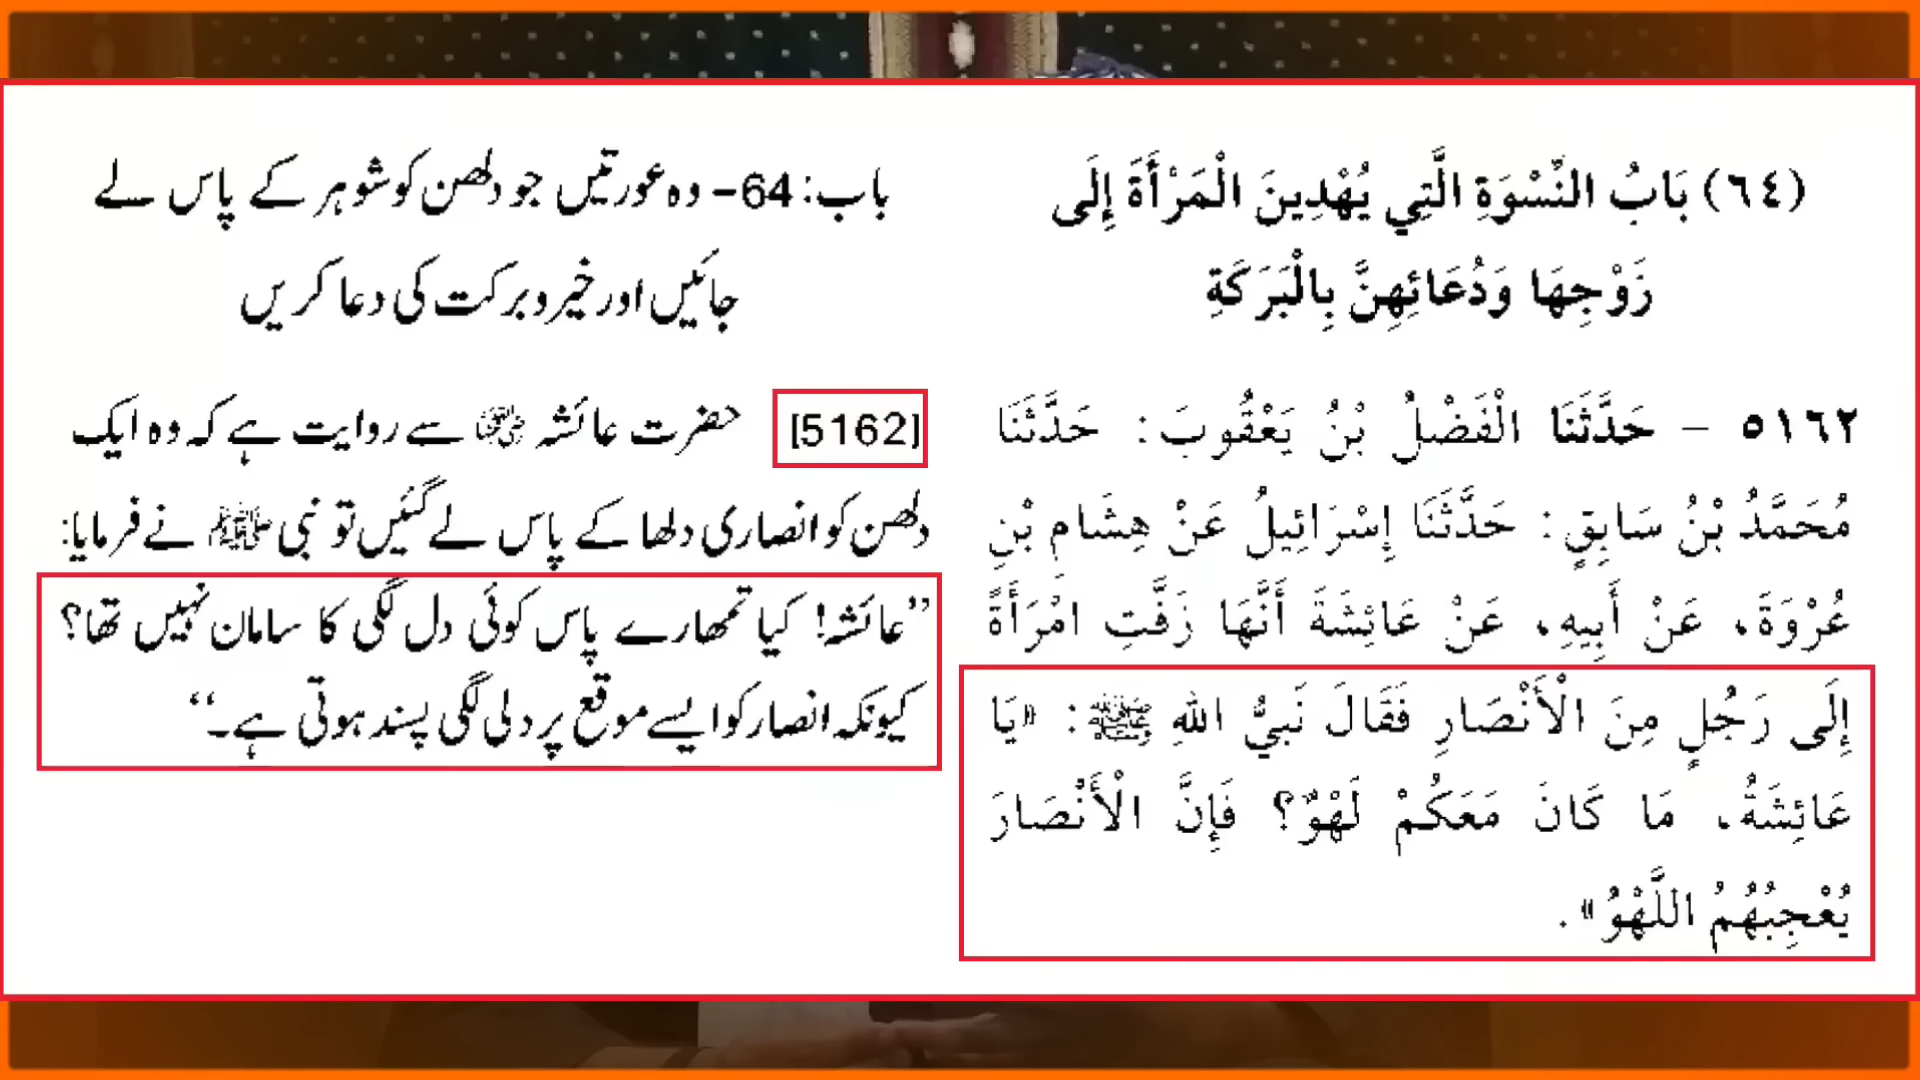 (٦٤) بَابُ النِّسْوَةِ الَّتِي يُهْدِينَ الْمَرْأَةَ إِلَى
زَوْجِهَا وَدُعَائِهِنَّ بِالْبَرَكَةِ
٥١٦٢ - حَدَّثَنَا الْفَضْلُ بْنُ يَعْقُوبَ: حَدَّثَنَا
مُحَمَّدُ بْنُ سَابِقٍ: حَدَّثَنَا إِسْرَائِيلُ عَنْ هِشَامِ بْنِ
عُرْوَةَ، عَنْ أَبِيهِ، عَنْ عَائِشَةَ أَنَّهَا زَفَّتِ امْرَأَةً
إِلَى رَجُلٍ مِنَ الْأَنْصَارِ فَقَالَ نَبِيُّ اللهِ ﷺ: «يَا
عَائِشَةُ، مَا كَانَ مَعَكُمْ لَهْوٌ؟ فَإِنَّ الْأَنْصَارَ
يُعْجِبُهُمُ اللَّهْوُ».
باب: 64- وہ عورتیں جو دلھن کو شوہر کے پاس لے
جائیں اور خیر و برکت کی دعا کریں
[5162] حضرت عائشہ ؓ سے روایت ہے کہ وہ ایک
دلھن کو انصاری دلھا کے پاس لے گئیں تو نبی ﷺ نے فرمایا:
”عائشہ! کیا تمھارے پاس کوئی دل لگی کا سامان نہیں تھا؟
کیونکہ انصار کو ایسے موقع پر دلی لگی پسند ہوتی ہے۔“